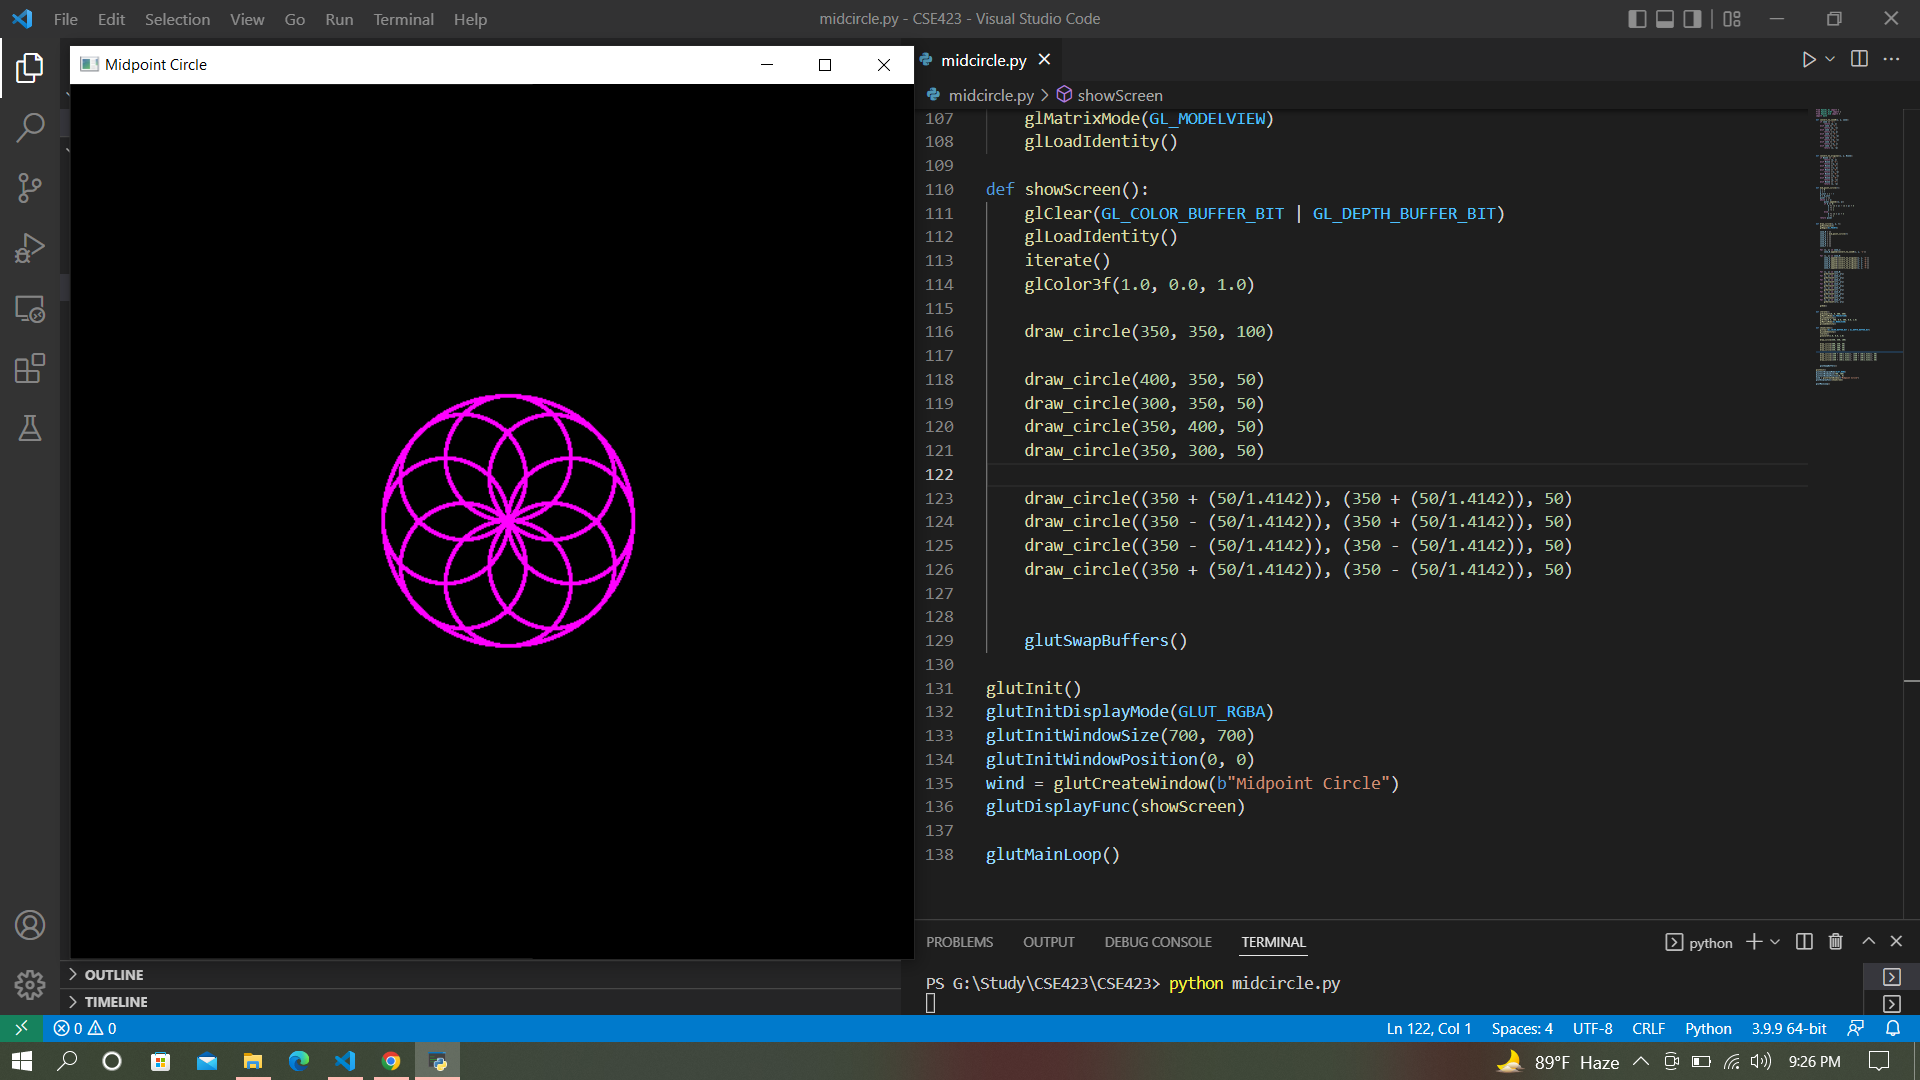 File Edit Selection View Go Run Terminal Help
midcircle.py - CSE423 - Visual Studio Code
Midpoint Circle
midcircle.py
midcircle.py > showScreen
107 glMatrixMode(GL_MODELVIEW)
108 glLoadIdentity()
109
110 def showScreen():
111 glClear(GL_COLOR_BUFFER_BIT | GL_DEPTH_BUFFER_BIT)
112 glLoadIdentity()
113 iterate()
114 glColor3f(1.0, 0.0, 1.0)
115
116 draw_circle(350, 350, 100)
117
118 draw_circle(400, 350, 50)
119 draw_circle(300, 350, 50)
120 draw_circle(350, 400, 50)
121 draw_circle(350, 300, 50)
122
123 draw_circle((350 + (50/1.4142)), (350 + (50/1.4142)), 50)
124 draw_circle((350 - (50/1.4142)), (350 + (50/1.4142)), 50)
125 draw_circle((350 - (50/1.4142)), (350 - (50/1.4142)), 50)
126 draw_circle((350 + (50/1.4142)), (350 - (50/1.4142)), 50)
127
128
129 glutSwapBuffers()
130
131 glutInit()
132 glutInitDisplayMode(GLUT_RGBA)
133 glutInitWindowSize(700, 700)
134 glutInitWindowPosition(0, 0)
135 wind = glutCreateWindow(b"Midpoint Circle")
136 glutDisplayFunc(showScreen)
137
138 glutMainLoop()
PROBLEMS OUTPUT DEBUG CONSOLE TERMINAL
python
OUTLINE
TIMELINE
PS G:\Study\CSE423\CSE423> python midcircle.py
0 0
Ln 122, Col 1 Spaces: 4 UTF-8 CRLF Python 3.9.9 64-bit
89°F Haze
9:26 PM